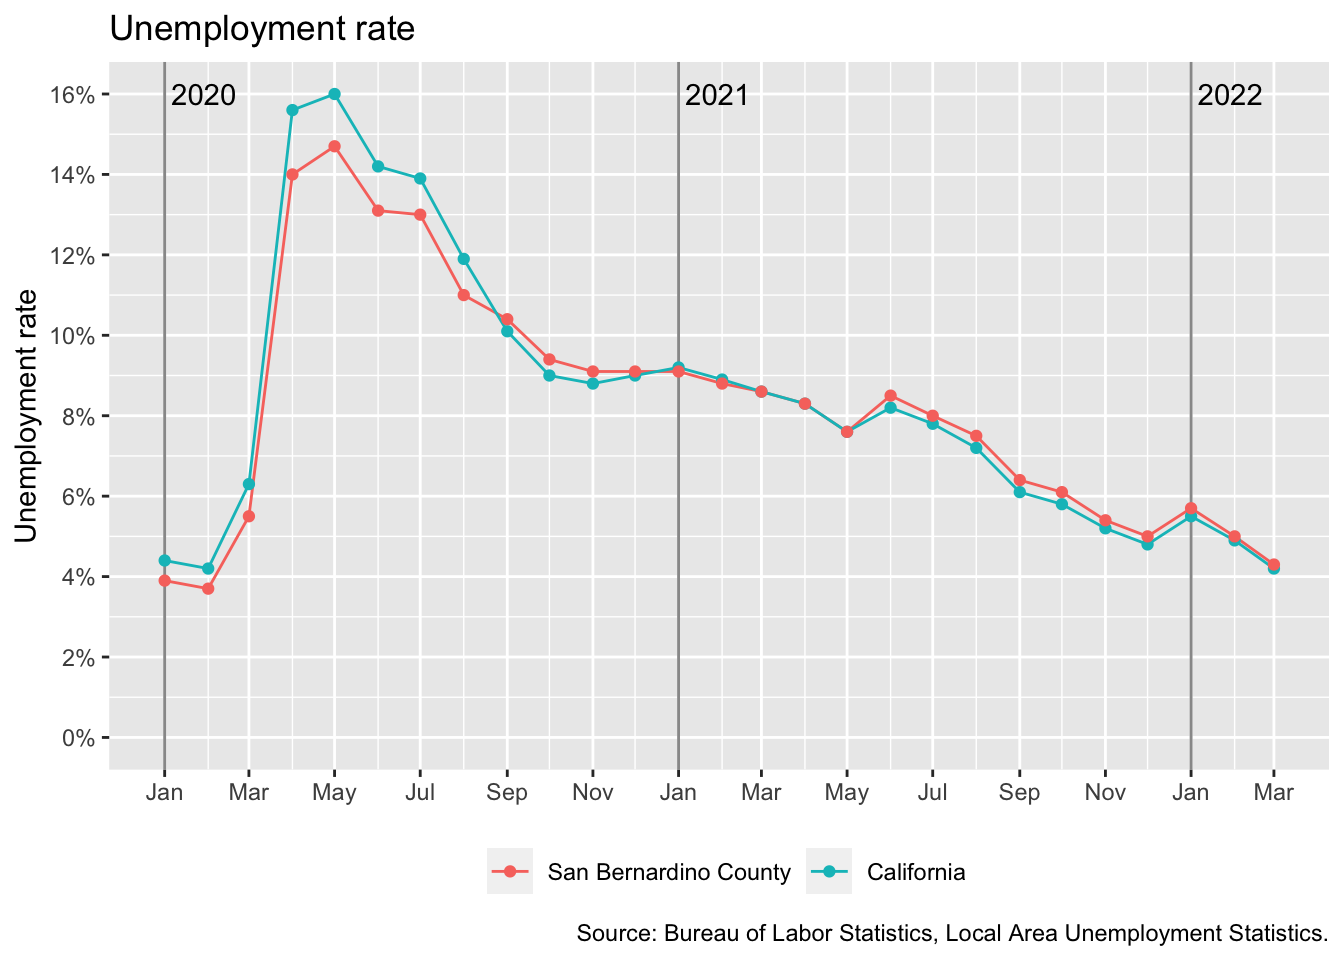 Unemployment rate
2020 2021 2022
16%
14%
12%
10%
8%
6%
4%
2%
0%
Unemployment rate
Jan Mar May Jul Sep Nov Jan Mar May Jul Sep Nov Jan Mar
San Bernardino County California
Source: Bureau of Labor Statistics, Local Area Unemployment Statistics.